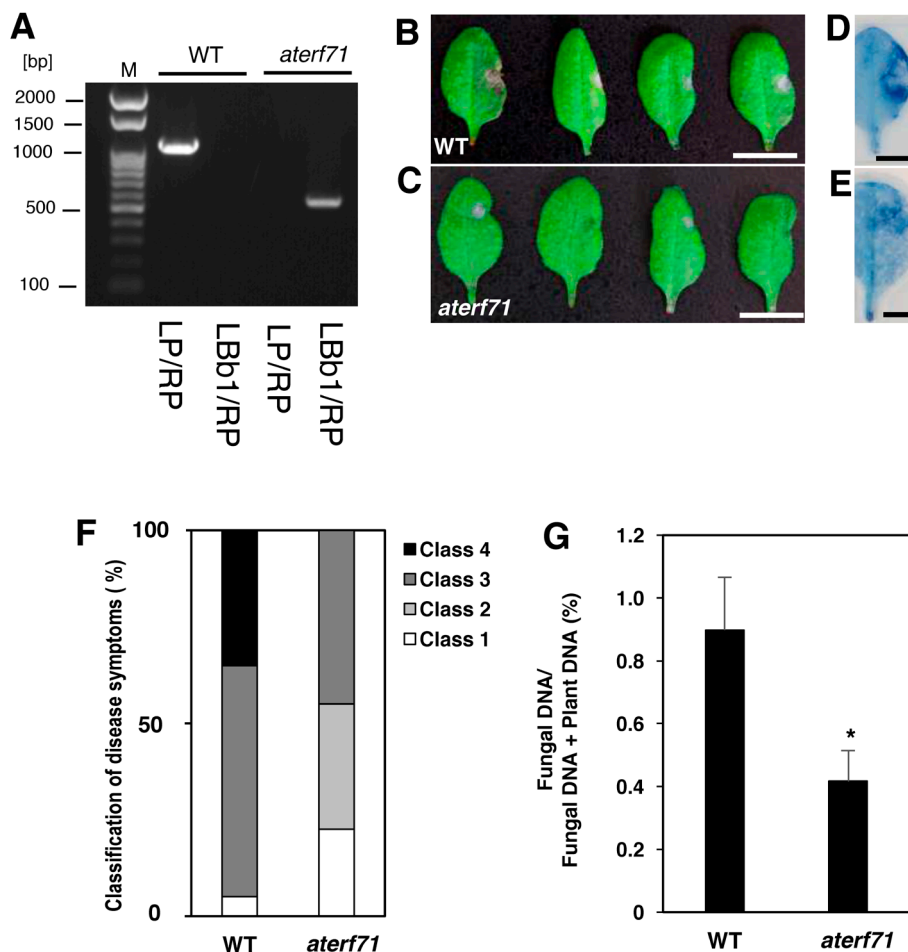 A
[bp]
M
WT
aterf71
2000
1500
1000
500
100
LP/RP
LBb1/RP
LP/RP
LBb1/RP
B
WT
C
aterf71
D
E
F
Classification of disease symptoms ( %)
100
50
0
WT
aterf71
Class 4
Class 3
Class 2
Class 1
G
Fungal DNA/
Fungal DNA + Plant DNA (%)
1.2
1.0
0.8
0.6
0.4
0.2
0
*
WT
aterf71